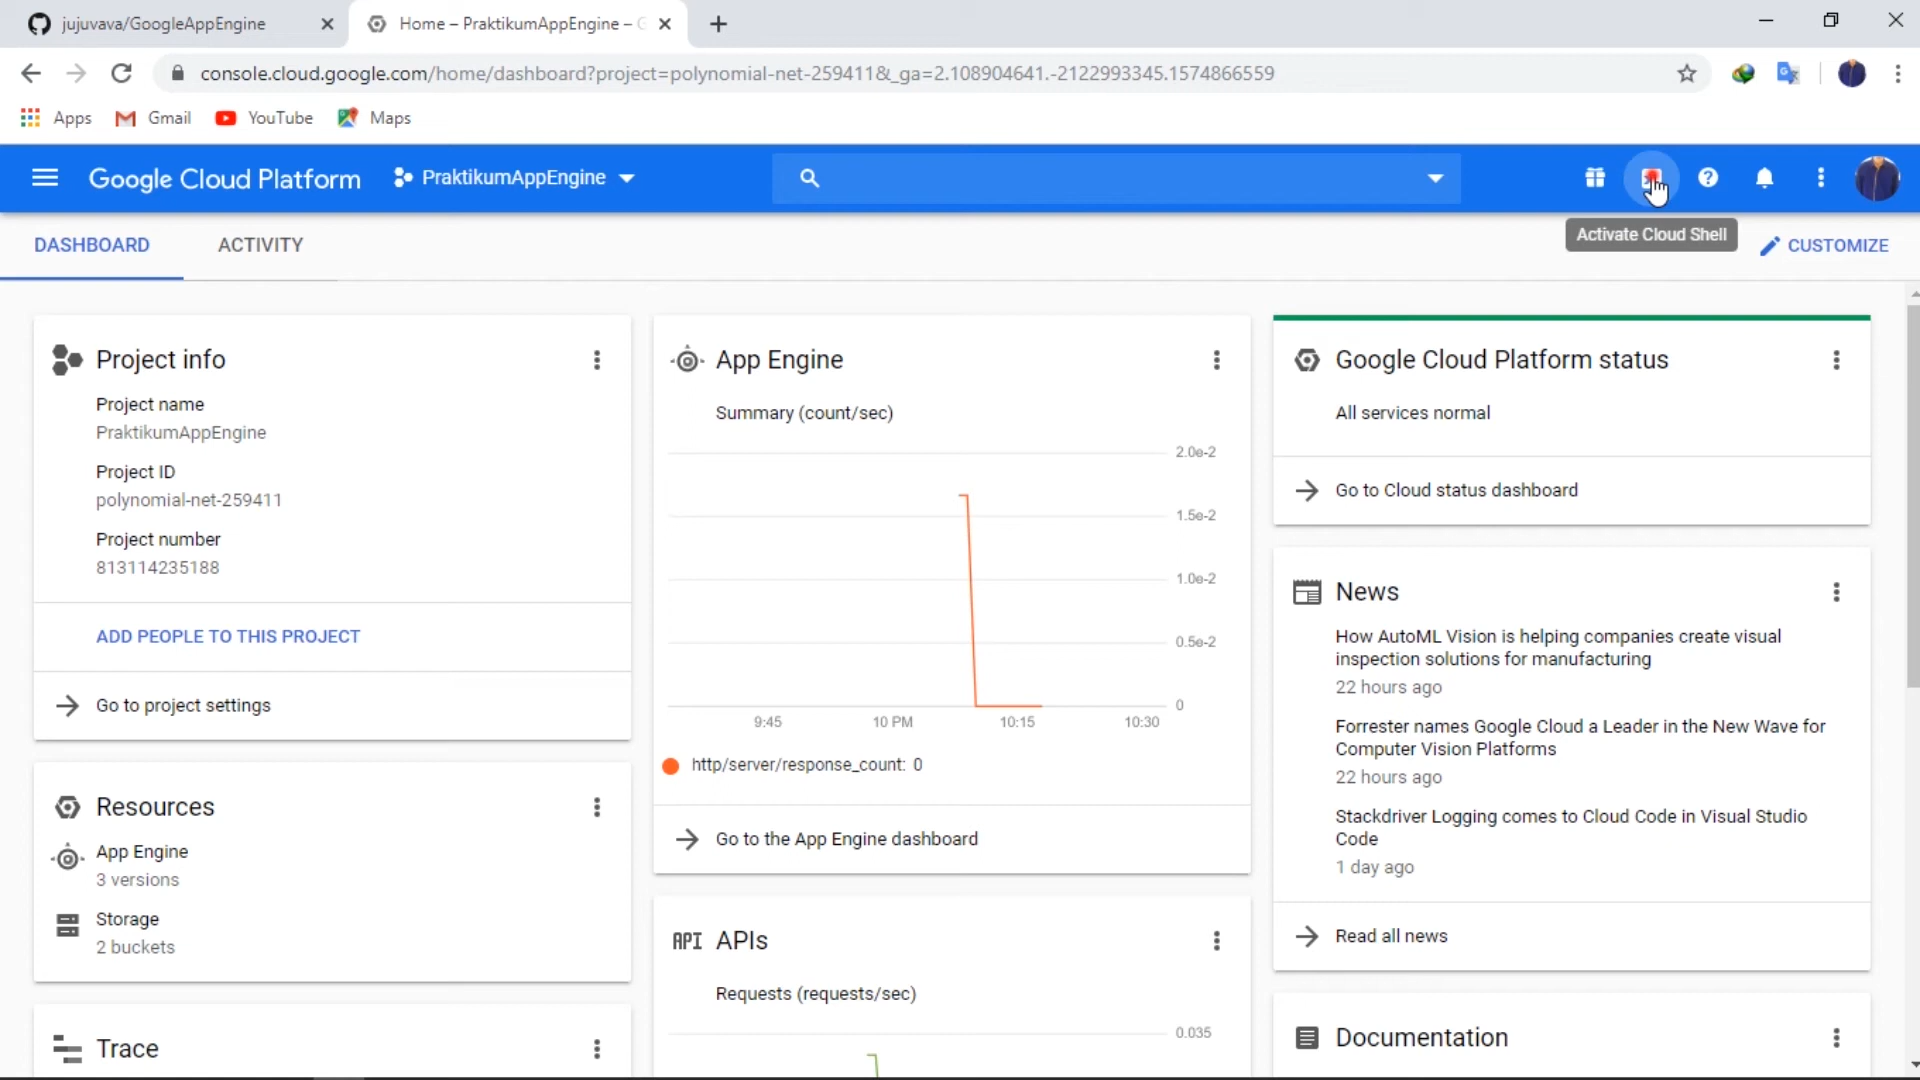 jujuvava/GoogleAppEngine
Home – PraktikumAppEngine – G
console.cloud.google.com/home/dashboard?project=polynomial-net-259411&_ga=2.108904641.-2122993345.1574866559
Apps
Gmail
YouTube
Maps
Google Cloud Platform
PraktikumAppEngine
Activate Cloud Shell
DASHBOARD
ACTIVITY
CUSTOMIZE
Project info
Project name
PraktikumAppEngine
Project ID
polynomial-net-259411
Project number
813114235188
ADD PEOPLE TO THIS PROJECT
Go to project settings
Resources
App Engine
3 versions
Storage
2 buckets
Trace
App Engine
Summary (count/sec)
2.0e-2
1.5e-2
1.0e-2
0.5e-2
0
9:45
10 PM
10:15
10:30
http/server/response_count: 0
Go to the App Engine dashboard
API APIs
Requests (requests/sec)
0.035
Google Cloud Platform status
All services normal
Go to Cloud status dashboard
News
How AutoML Vision is helping companies create visual
inspection solutions for manufacturing
22 hours ago
Forrester names Google Cloud a Leader in the New Wave for
Computer Vision Platforms
22 hours ago
Stackdriver Logging comes to Cloud Code in Visual Studio
Code
1 day ago
Read all news
Documentation